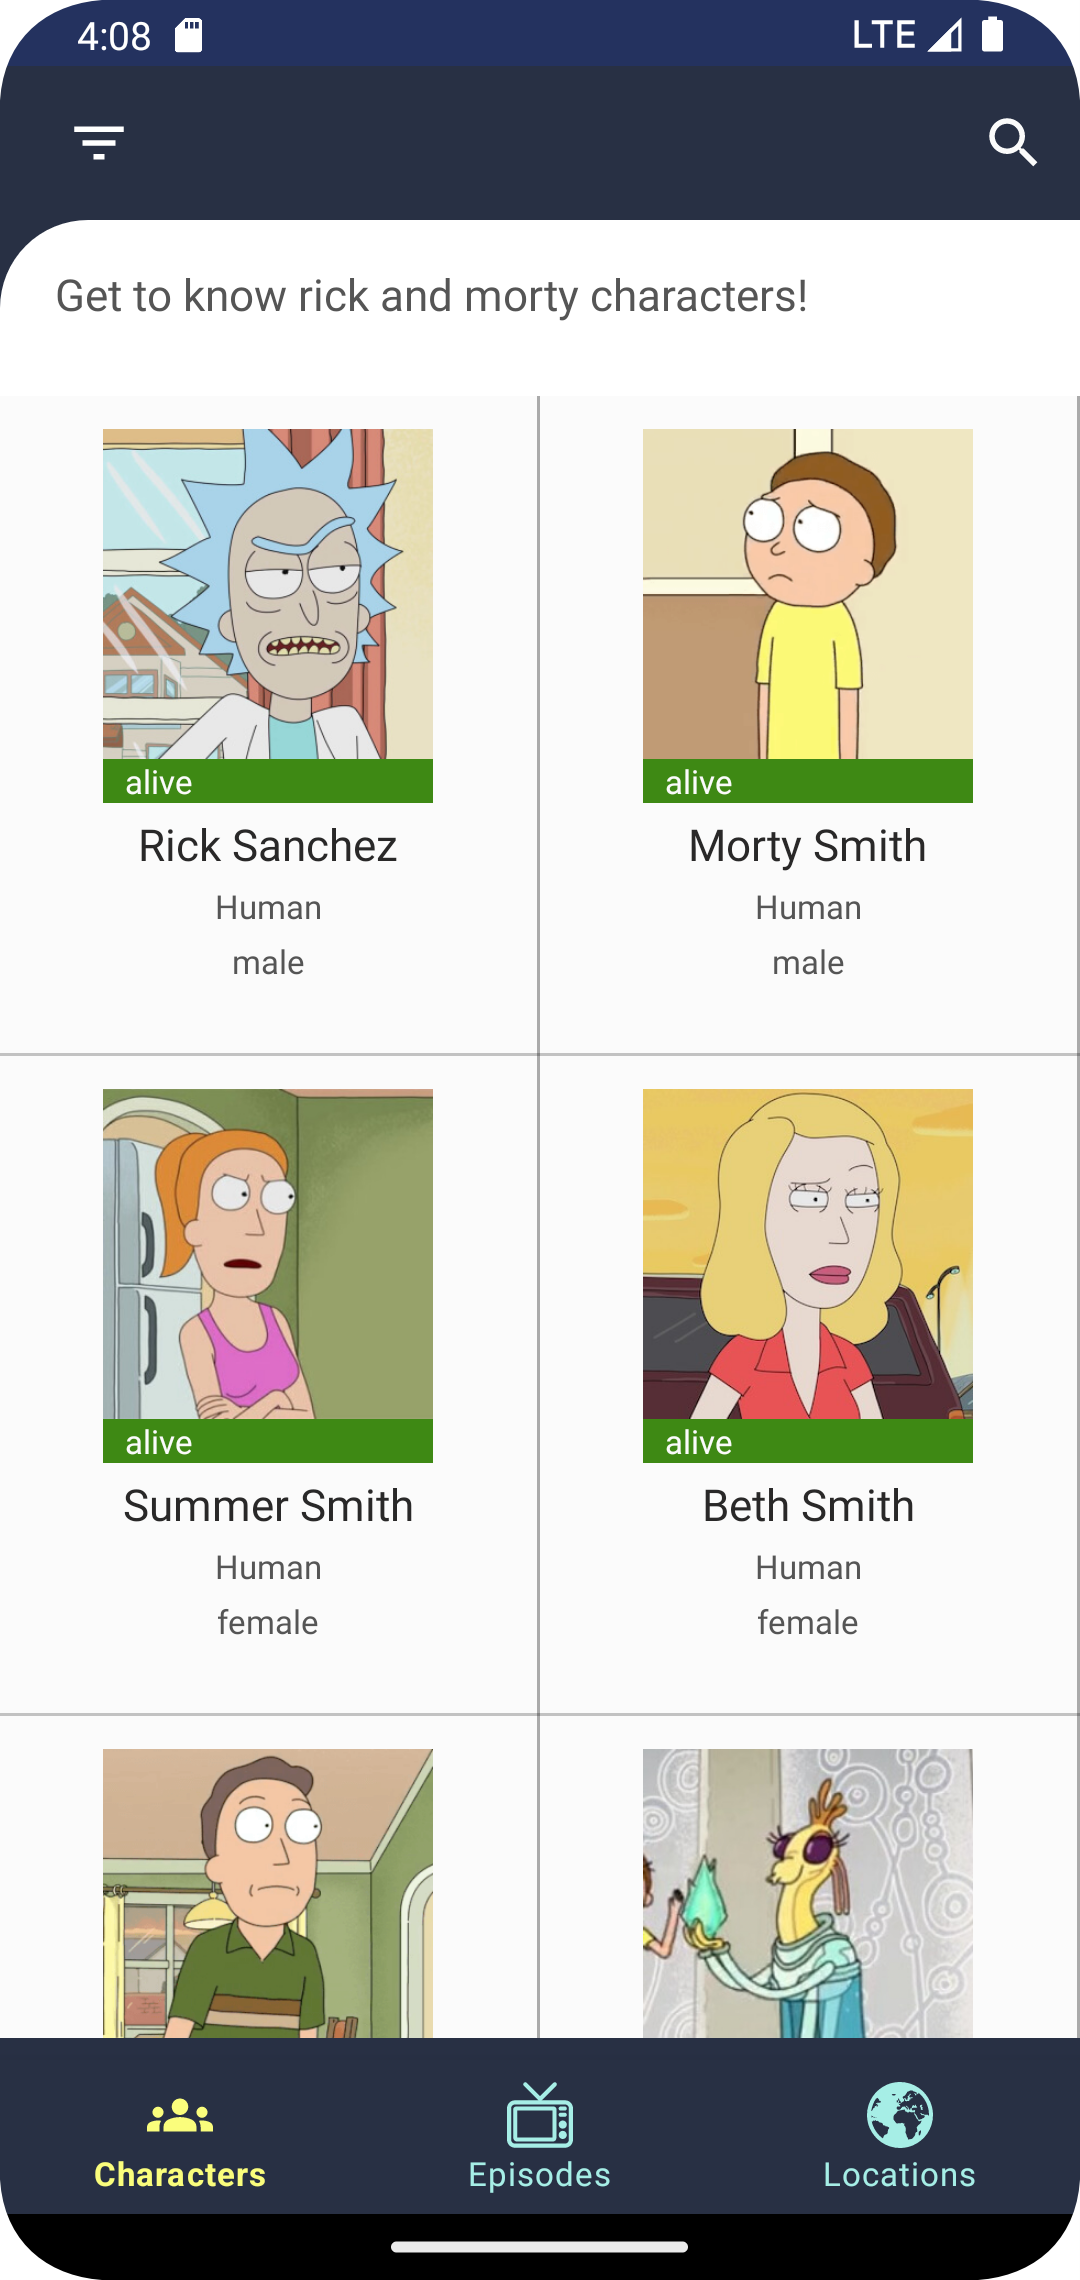 4:08 LTE
Get to know rick and morty characters!
alive alive
Rick Sanchez Morty Smith
Human Human
male male
alive alive
Summer Smith Beth Smith
Human Human
female female
Characters Episodes Locations